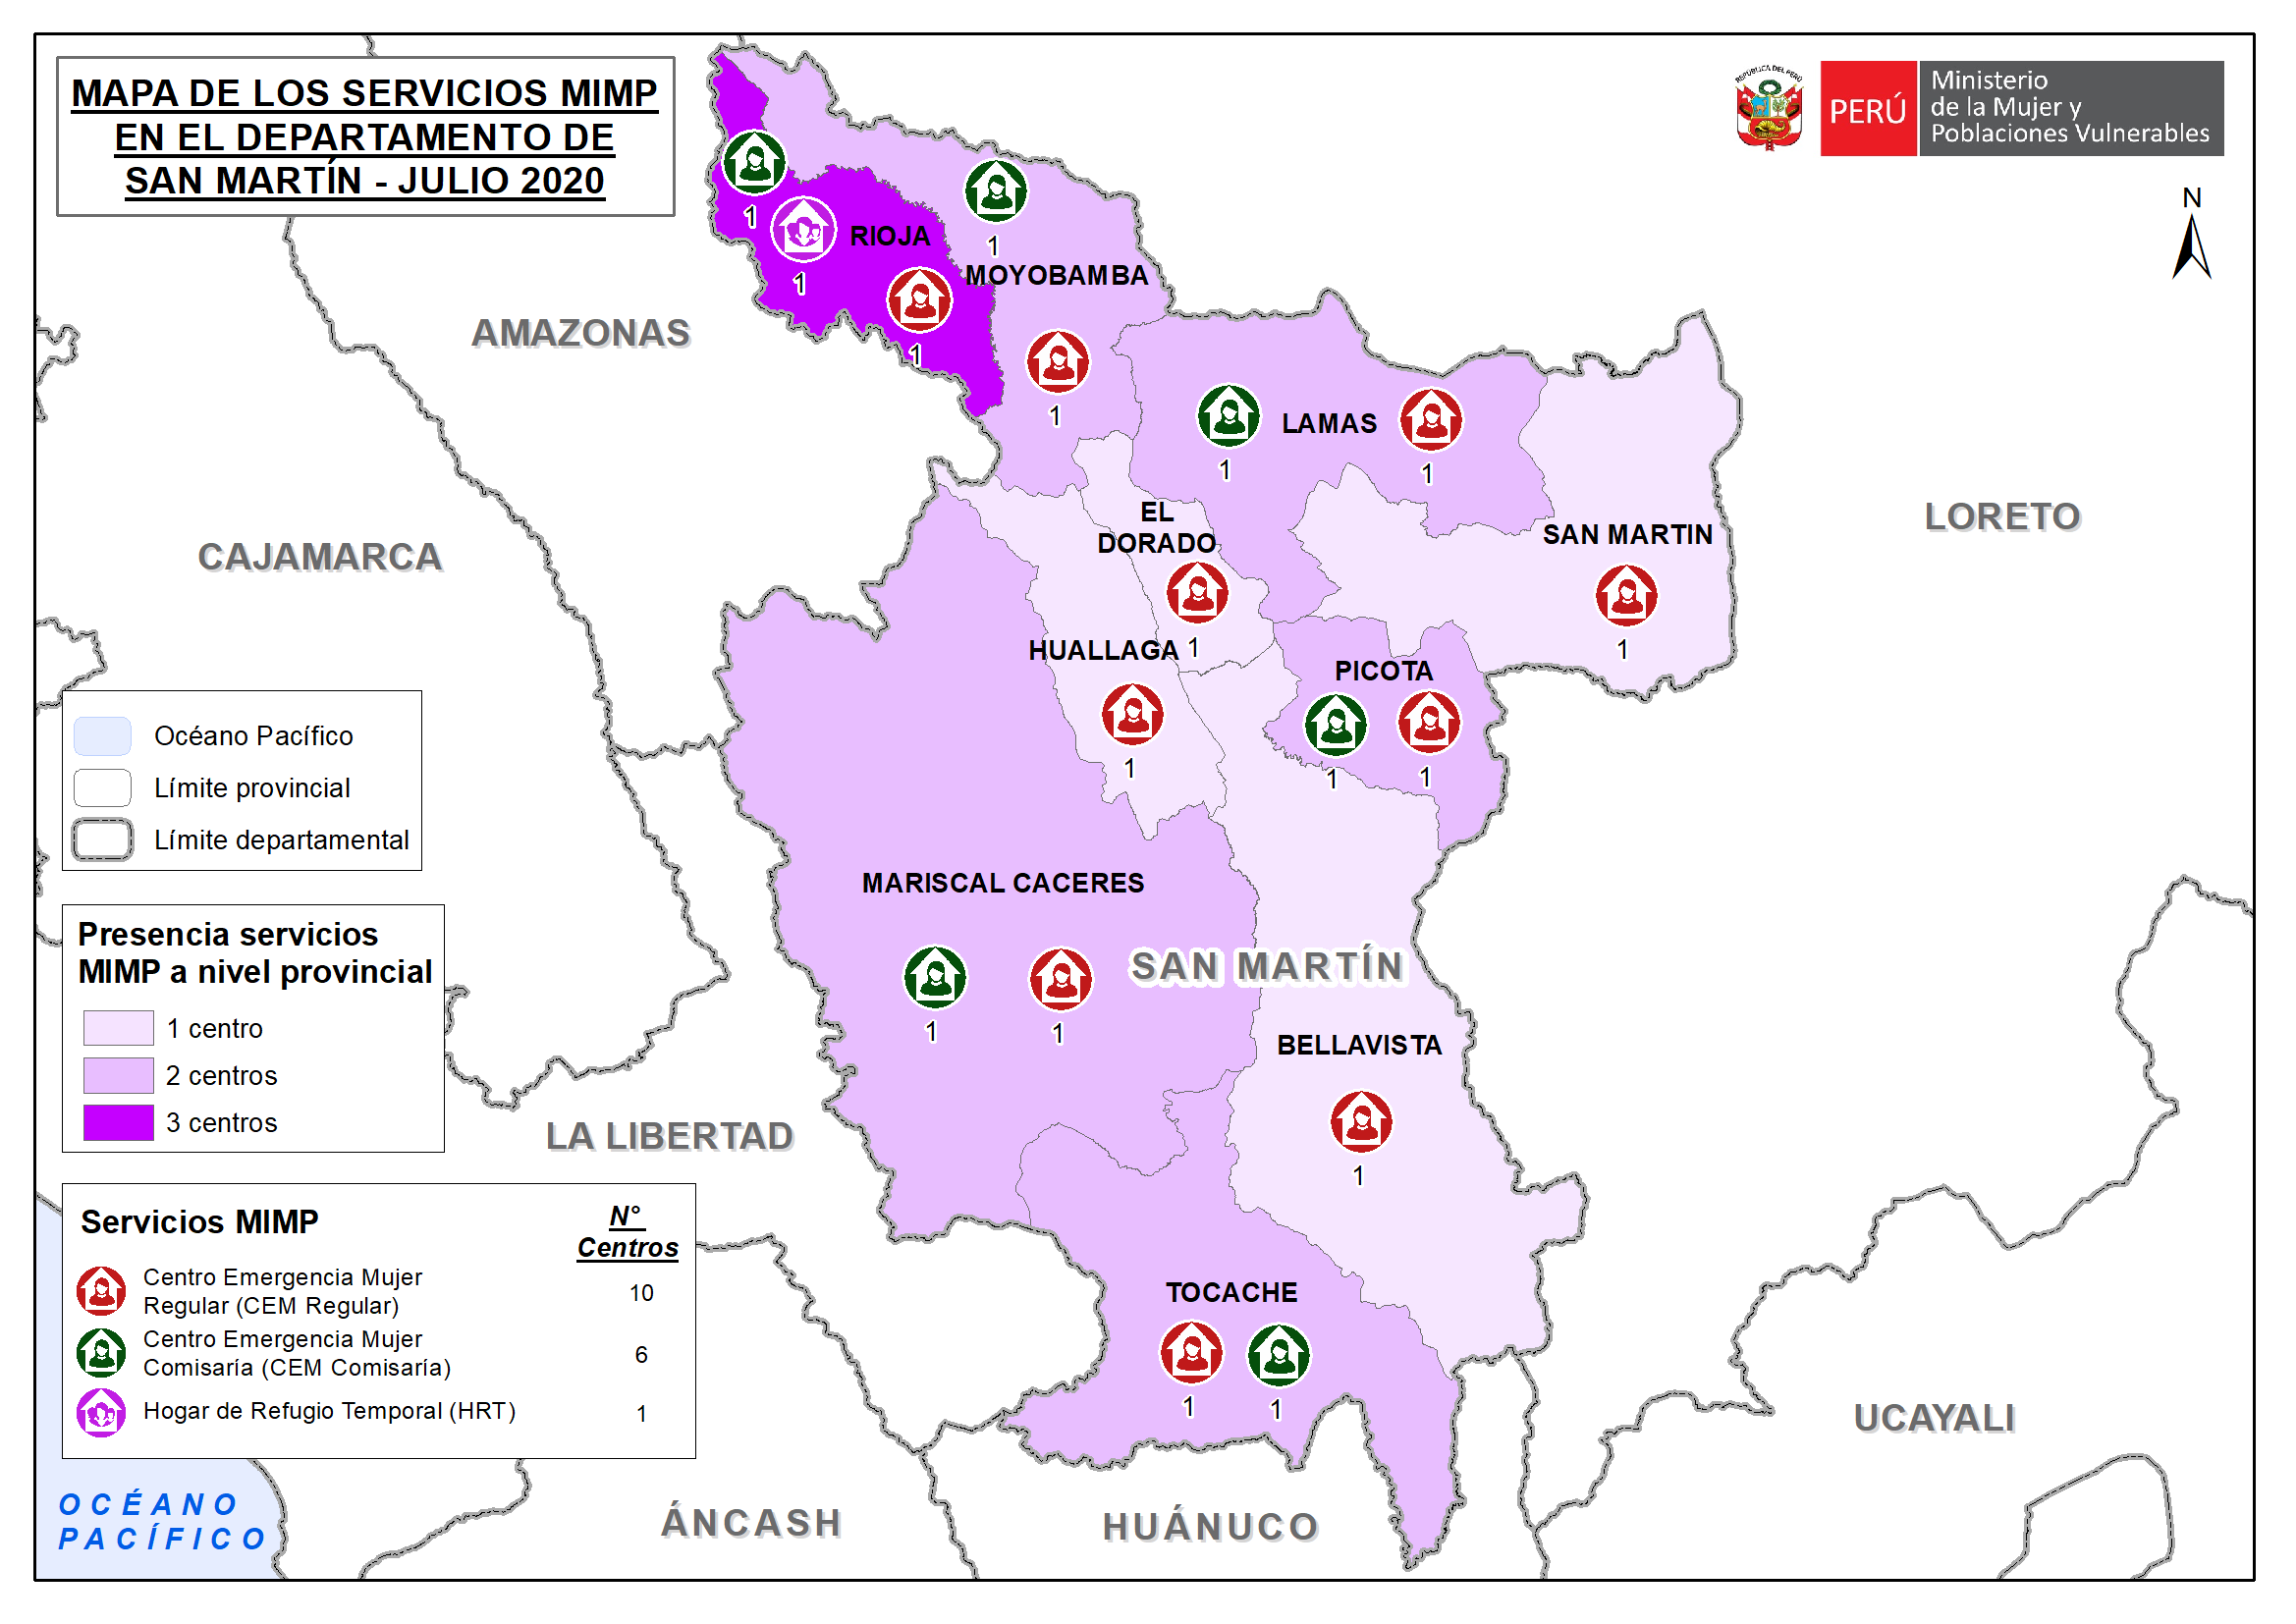 MAPA DE LOS SERVICIOS MIMP
EN EL DEPARTAMENTO DE
SAN MARTÍN - JULIO 2020
REPÚBLICA DEL PERÚ
PERÚ
Ministerio
de la Mujer y
Poblaciones Vulnerables
N
1
1
RIOJA
1
1
MOYOBAMBA
1
AMAZONAS
1
LAMAS
1
CAJAMARCA
LORETO
EL
DORADO
1
SAN MARTIN
1
HUALLAGA
1
PICOTA
1
1
MARISCAL CACERES
1
1
SAN MARTÍN
BELLAVISTA
1
LA LIBERTAD
TOCACHE
1
1
UCAYALI
ÁNCASH
HUÁNUCO
OCÉANO
PACÍFICO
Océano Pacífico
Límite provincial
Límite departamental
Presencia servicios
MIMP a nivel provincial
1 centro
2 centros
3 centros
Servicios MIMP
N°
Centros
Centro Emergencia Mujer
Regular (CEM Regular)
10
Centro Emergencia Mujer
Comisaría (CEM Comisaría)
6
Hogar de Refugio Temporal (HRT)
1